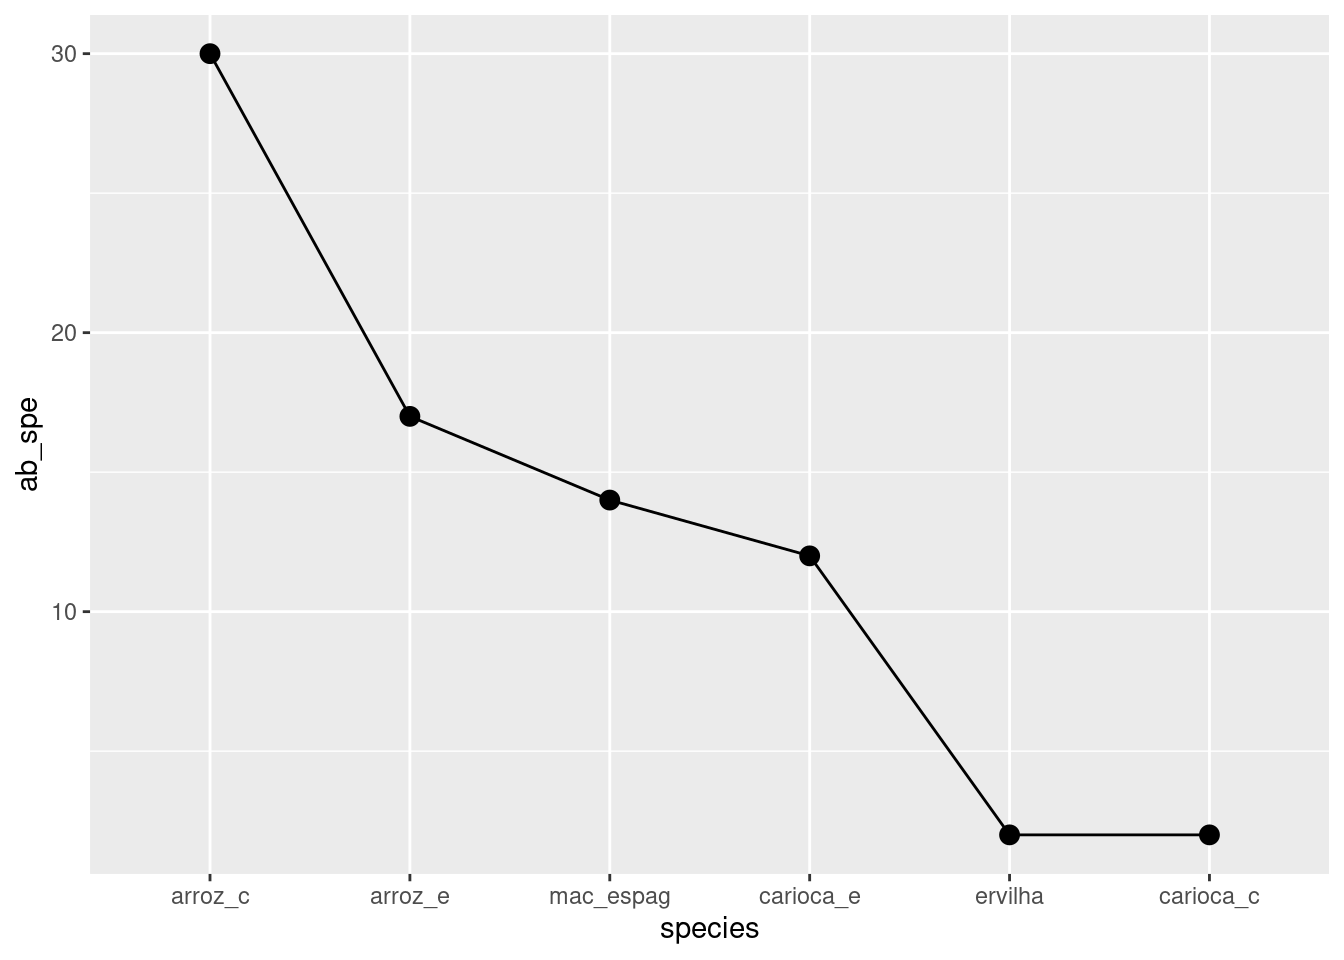 30
20
10
ab_spe
arroz_c arroz_e mac_espag carioca_e ervilha carioca_c
species